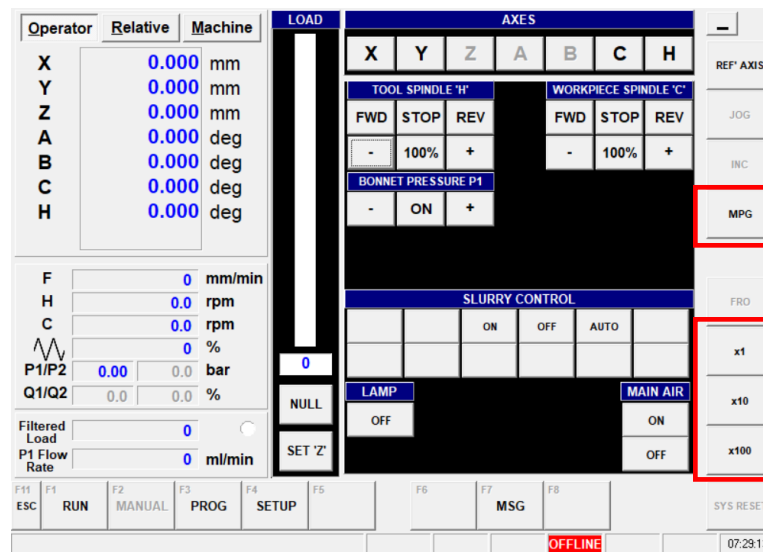 Operator Relative Machine
X 0.000 mm
Y 0.000 mm
Z 0.000 mm
A 0.000 deg
B 0.000 deg
C 0.000 deg
H 0.000 deg
F 0 mm/min
H 0.0 rpm
C 0.0 rpm
0 %
P1/P2 0.00 0.0 bar
Q1/Q2 0.0 0.0 %
Filtered
Load 0
P1 Flow
Rate 0 ml/min
LOAD
0
NULL
SET 'Z'
AXES
X Y Z A B C H
TOOL SPINDLE 'H' WORKPIECE SPINDLE 'C'
FWD STOP REV FWD STOP REV
- 100% + - 100% +
BONNET PRESSURE P1
- ON +
SLURRY CONTROL
ON OFF AUTO
LAMP MAIN AIR
OFF ON
OFF
REF' AXIS
JOG
INC
MPG
FRO
x1
x10
x100
SYS RESE
F11 F1 F2 F3 F4 F5 F6 F7 F8
ESC RUN MANUAL PROG SETUP MSG
OFFLINE 07:29:1